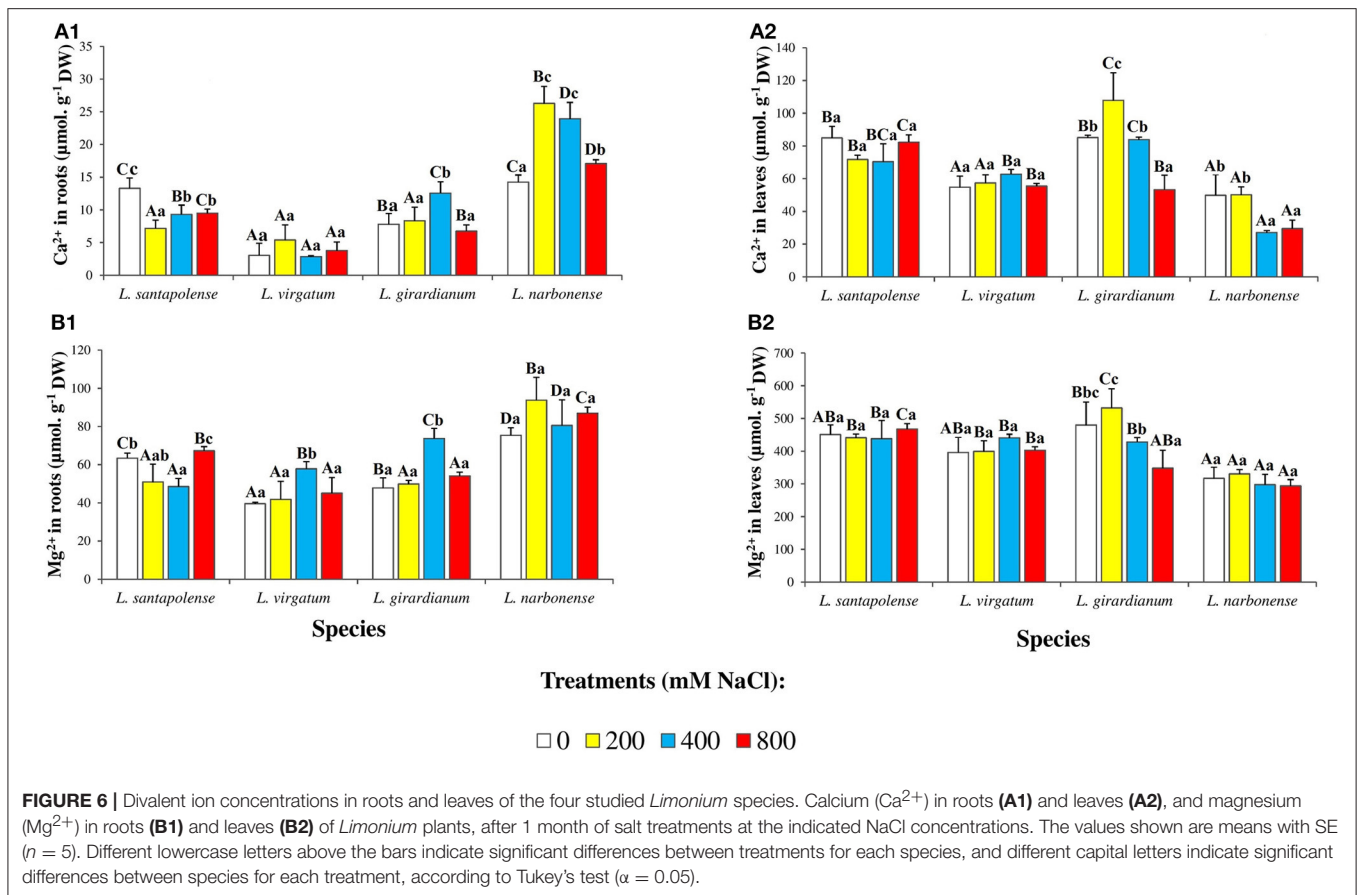 A1
Ca²⁺ in roots (µmol. g⁻¹ DW)
35
30
25
20
15
10
5
0
Cc Aa Bb Cb
Aa Aa Aa Aa
Ba Aa Cb Ba
Ca Bc Dc Db
L. santapolense L. virgatum L. girardianum L. narbonense
A2
Ca²⁺ in leaves (µmol. g⁻¹ DW)
140
120
100
80
60
40
20
0
Ba Ba BCa Ca
Aa Aa Ba Ba
Bb Cc Cb Ba
Ab Ab Aa Aa
L. santapolense L. virgatum L. girardianum L. narbonense
B1
Mg²⁺ in roots (µmol. g⁻¹ DW)
120
100
80
60
40
20
0
Cb Aab Aa Bc
Aa Aa Bb Aa
Ba Aa Cb Aa
Da Ba Da Ca
L. santapolense L. virgatum L. girardianum L. narbonense
Species
B2
Mg²⁺ in leaves (µmol. g⁻¹ DW)
700
600
500
400
300
200
100
0
ABa Ba Ba Ca
ABa Ba Ba Ba
Bbc Cc Bb ABa
Aa Aa Aa Aa
L. santapolense L. virgatum L. girardianum L. narbonense
Species
Treatments (mM NaCl):
0 200 400 800
FIGURE 6 | Divalent ion concentrations in roots and leaves of the four studied Limonium species. Calcium (Ca²⁺) in roots (A1) and leaves (A2), and magnesium
(Mg²⁺) in roots (B1) and leaves (B2) of Limonium plants, after 1 month of salt treatments at the indicated NaCl concentrations. The values shown are means with SE
(n = 5). Different lowercase letters above the bars indicate significant differences between treatments for each species, and different capital letters indicate significant
differences between species for each treatment, according to Tukey's test (α = 0.05).